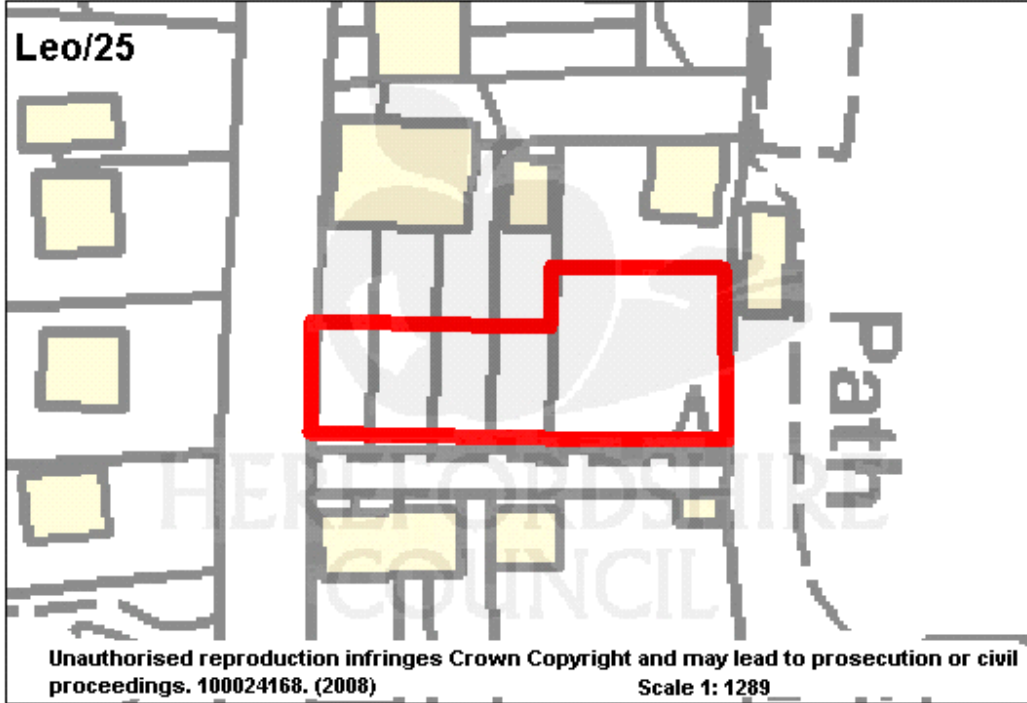 Leo/25
Path
HEREFORDSHIRE
COUNCIL
Unauthorised reproduction infringes Crown Copyright and may lead to prosecution or civil
proceedings. 100024168. (2008) Scale 1: 1289